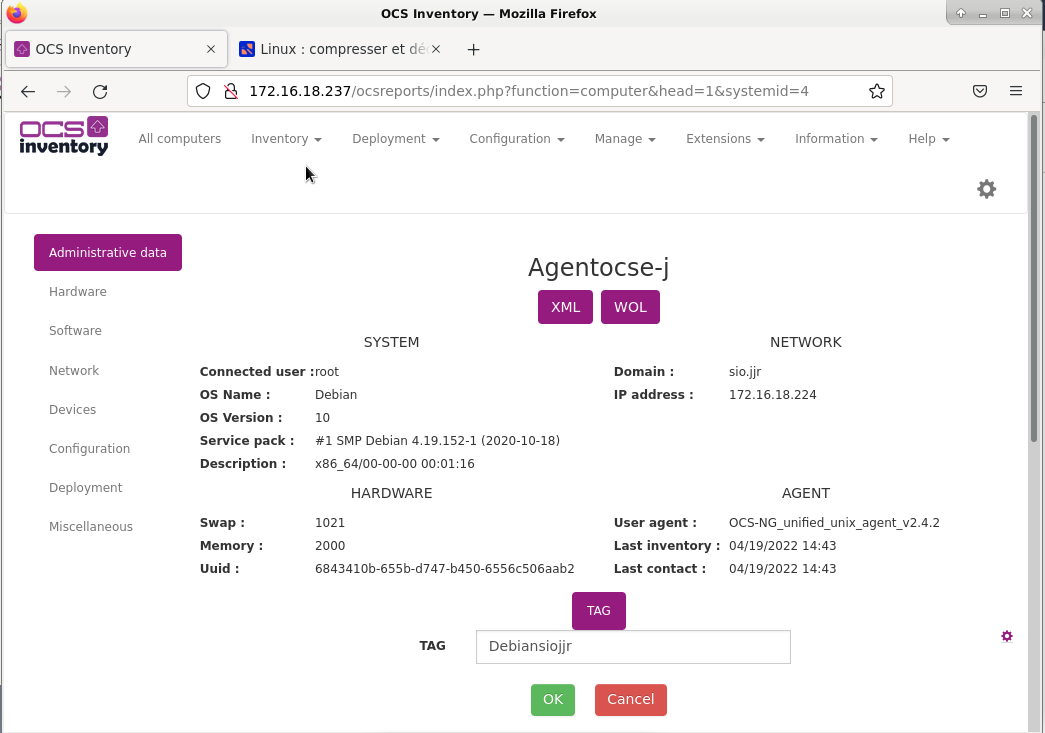 OCS Inventory — Mozilla Firefox
OCS Inventory
Linux : compresser et dé
172.16.18.237/ocsreports/index.php?function=computer&head=1&systemid=4
OCS inventory
All computers Inventory Deployment Configuration Manage Extensions Information Help
Administrative data
Hardware
Software
Network
Devices
Configuration
Deployment
Miscellaneous
Agentocse-j
XML WOL
SYSTEM
Connected user : root
OS Name : Debian
OS Version : 10
Service pack : #1 SMP Debian 4.19.152-1 (2020-10-18)
Description : x86_64/00-00-00 00:01:16
NETWORK
Domain : sio.jjr
IP address : 172.16.18.224
HARDWARE
Swap : 1021
Memory : 2000
Uuid : 6843410b-655b-d747-b450-6556c506aab2
AGENT
User agent : OCS-NG_unified_unix_agent_v2.4.2
Last inventory : 04/19/2022 14:43
Last contact : 04/19/2022 14:43
TAG
TAG Debiansiojjr
OK Cancel